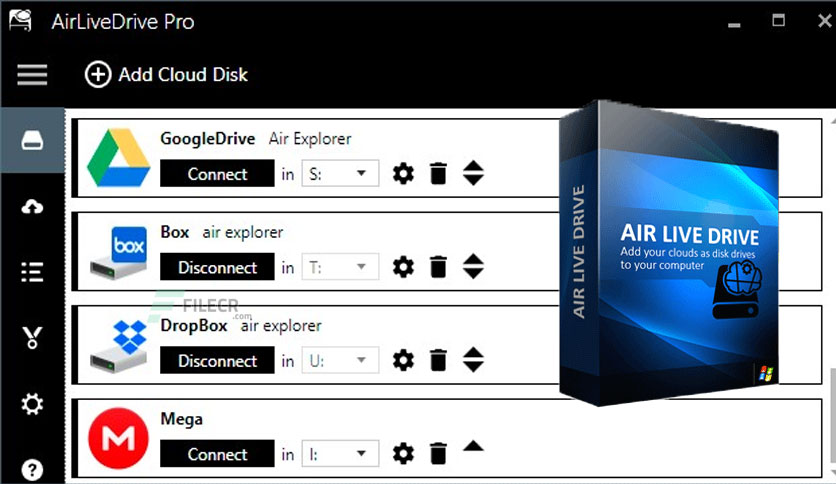 AirLiveDrive Pro
Add Cloud Disk
GoogleDrive Air Explorer
Connect in S:
box
Box air explorer
Disconnect in T:
FILECR
.com
DropBox air explorer
Disconnect in U:
M
Mega
Connect in I:
?
AIR LIVE DRIVE
AIR LIVE DRIVE
Add your clouds as disk drives
to your computer